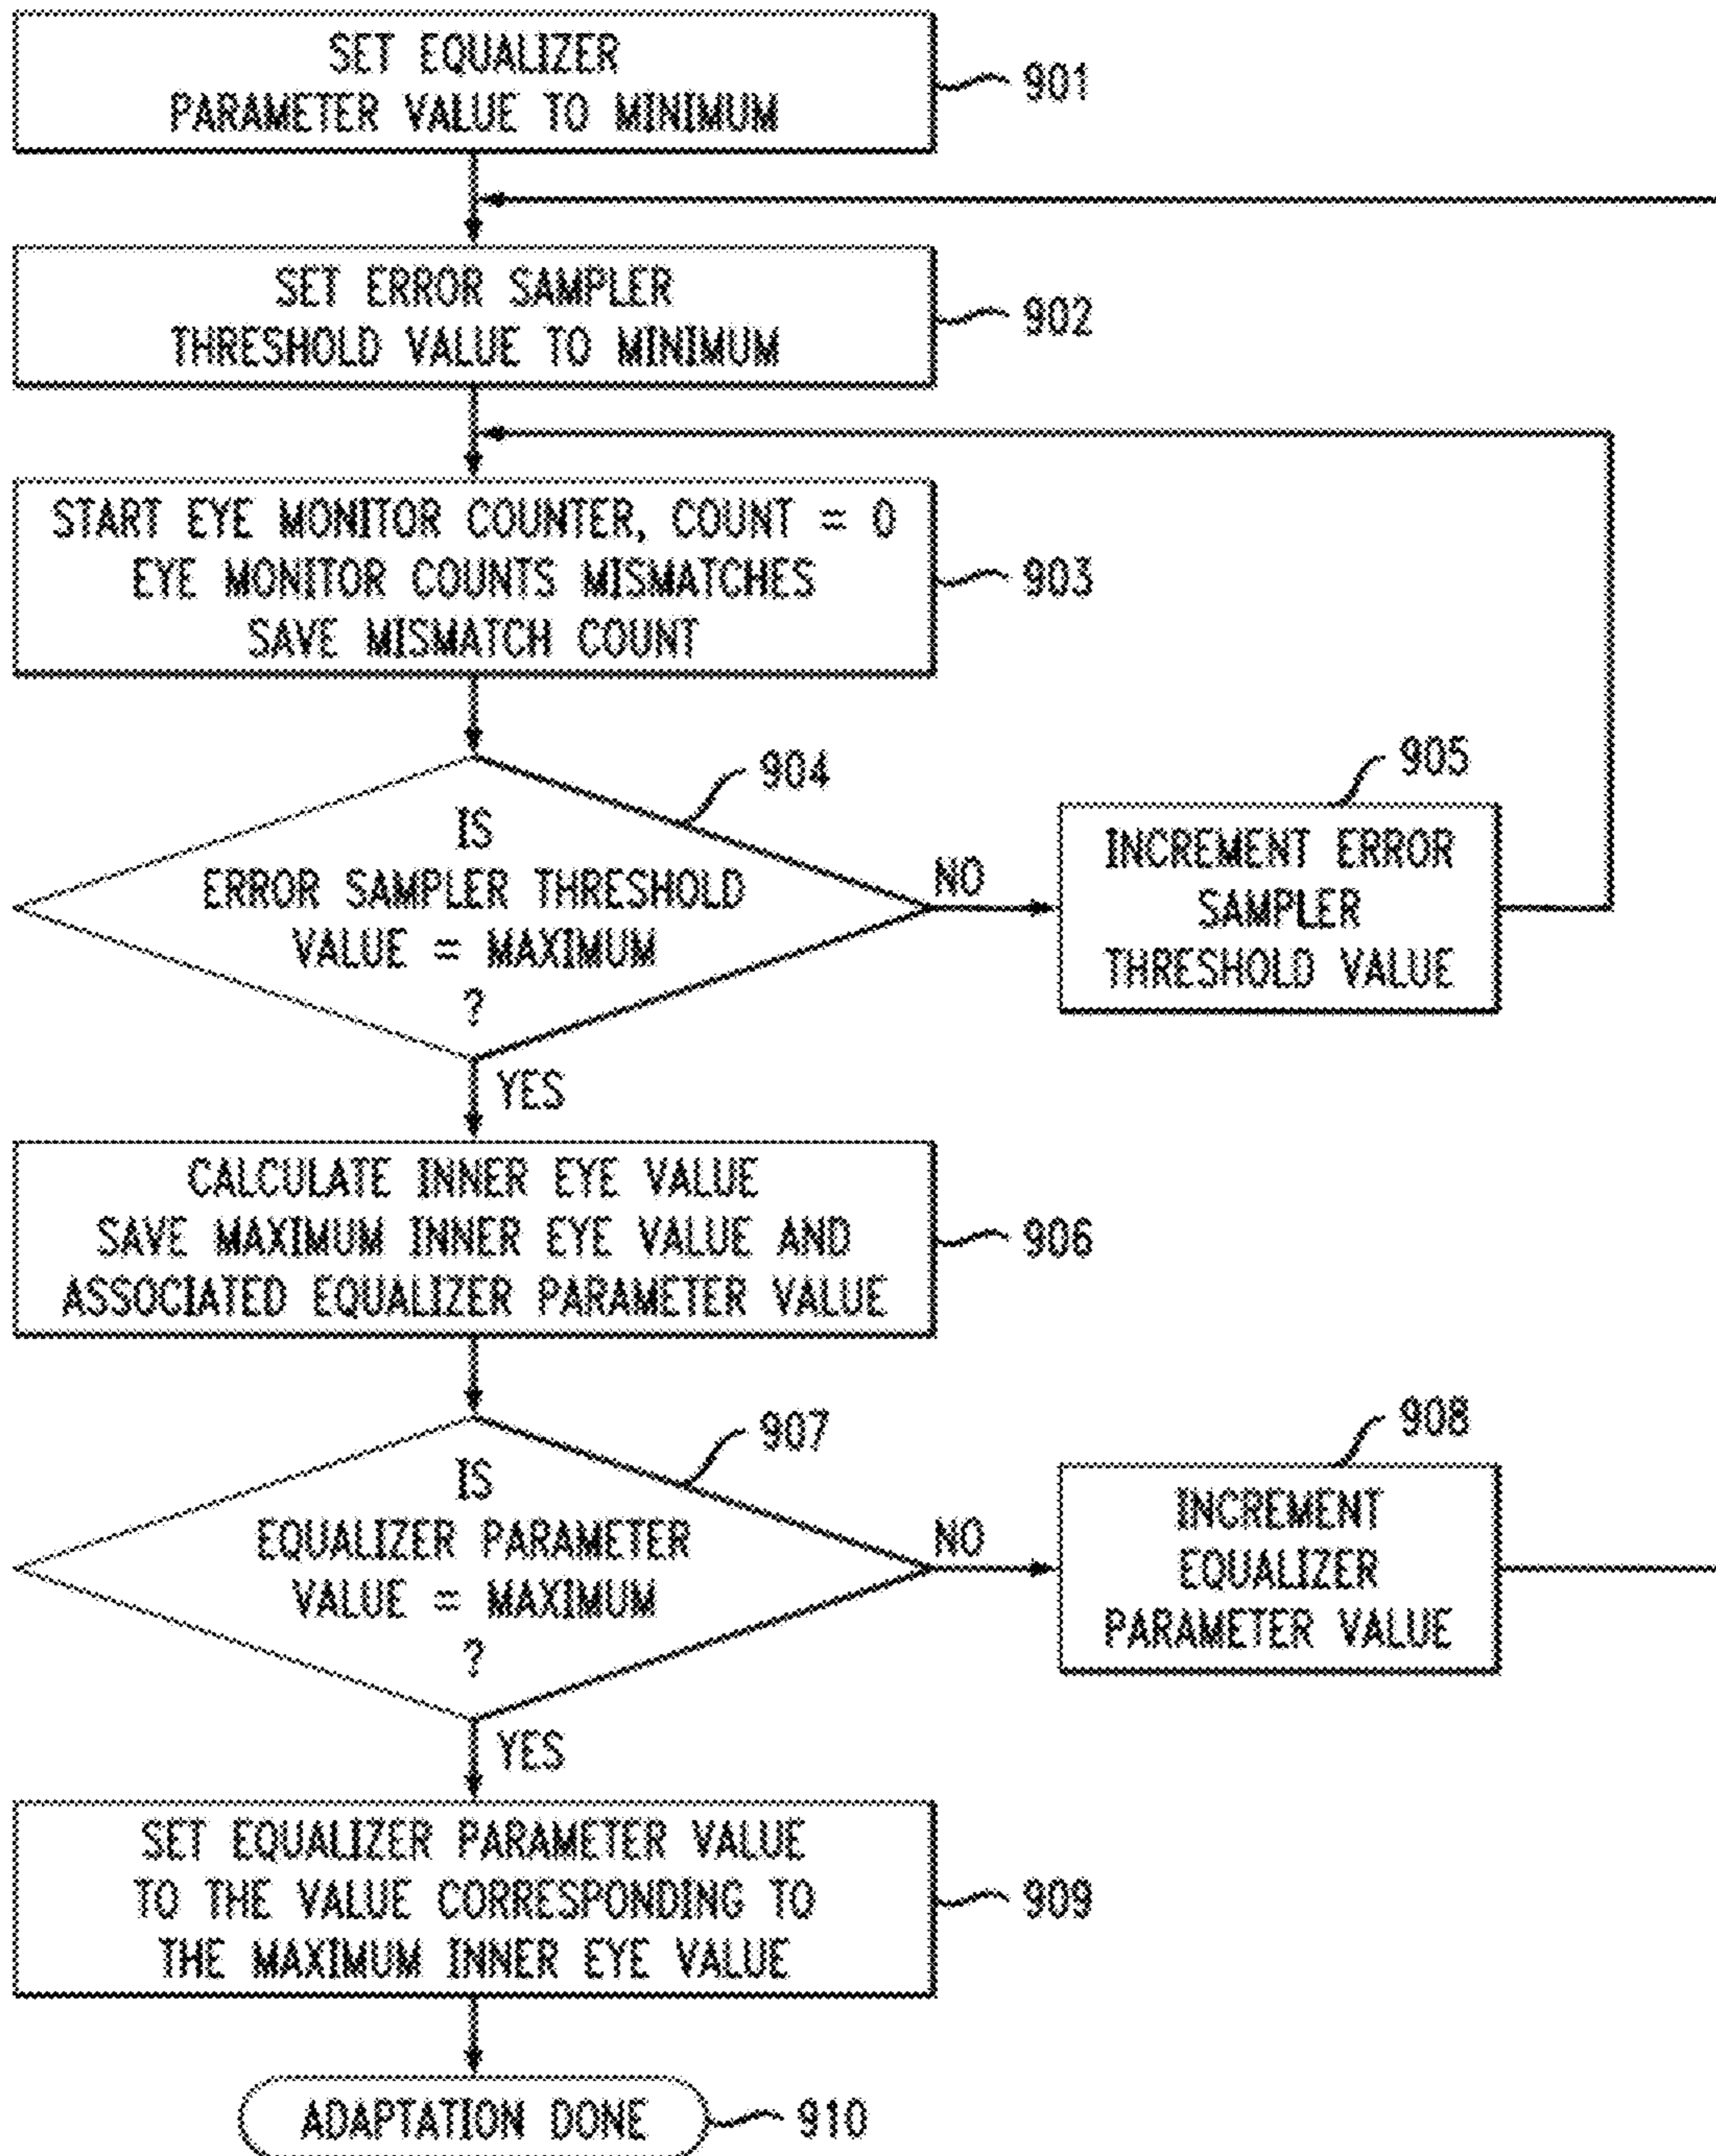 SET EQUALIZER
PARAMETER VALUE TO MINIMUM
901
SET ERROR SAMPLER
THRESHOLD VALUE TO MINIMUM
902
START EYE MONITOR COUNTER, COUNT = 0
EYE MONITOR COUNTS MISMATCHES
SAVE MISMATCH COUNT
903
904
IS
ERROR SAMPLER THRESHOLD
VALUE = MAXIMUM
?
NO
905
INCREMENT ERROR
SAMPLER
THRESHOLD VALUE
YES
CALCULATE INNER EYE VALUE
SAVE MAXIMUM INNER EYE VALUE AND
ASSOCIATED EQUALIZER PARAMETER VALUE
906
907
IS
EQUALIZER PARAMETER
VALUE = MAXIMUM
?
NO
908
INCREMENT
EQUALIZER
PARAMETER VALUE
YES
SET EQUALIZER PARAMETER VALUE
TO THE VALUE CORRESPONDING TO
THE MAXIMUM INNER EYE VALUE
909
ADAPTATION DONE
910